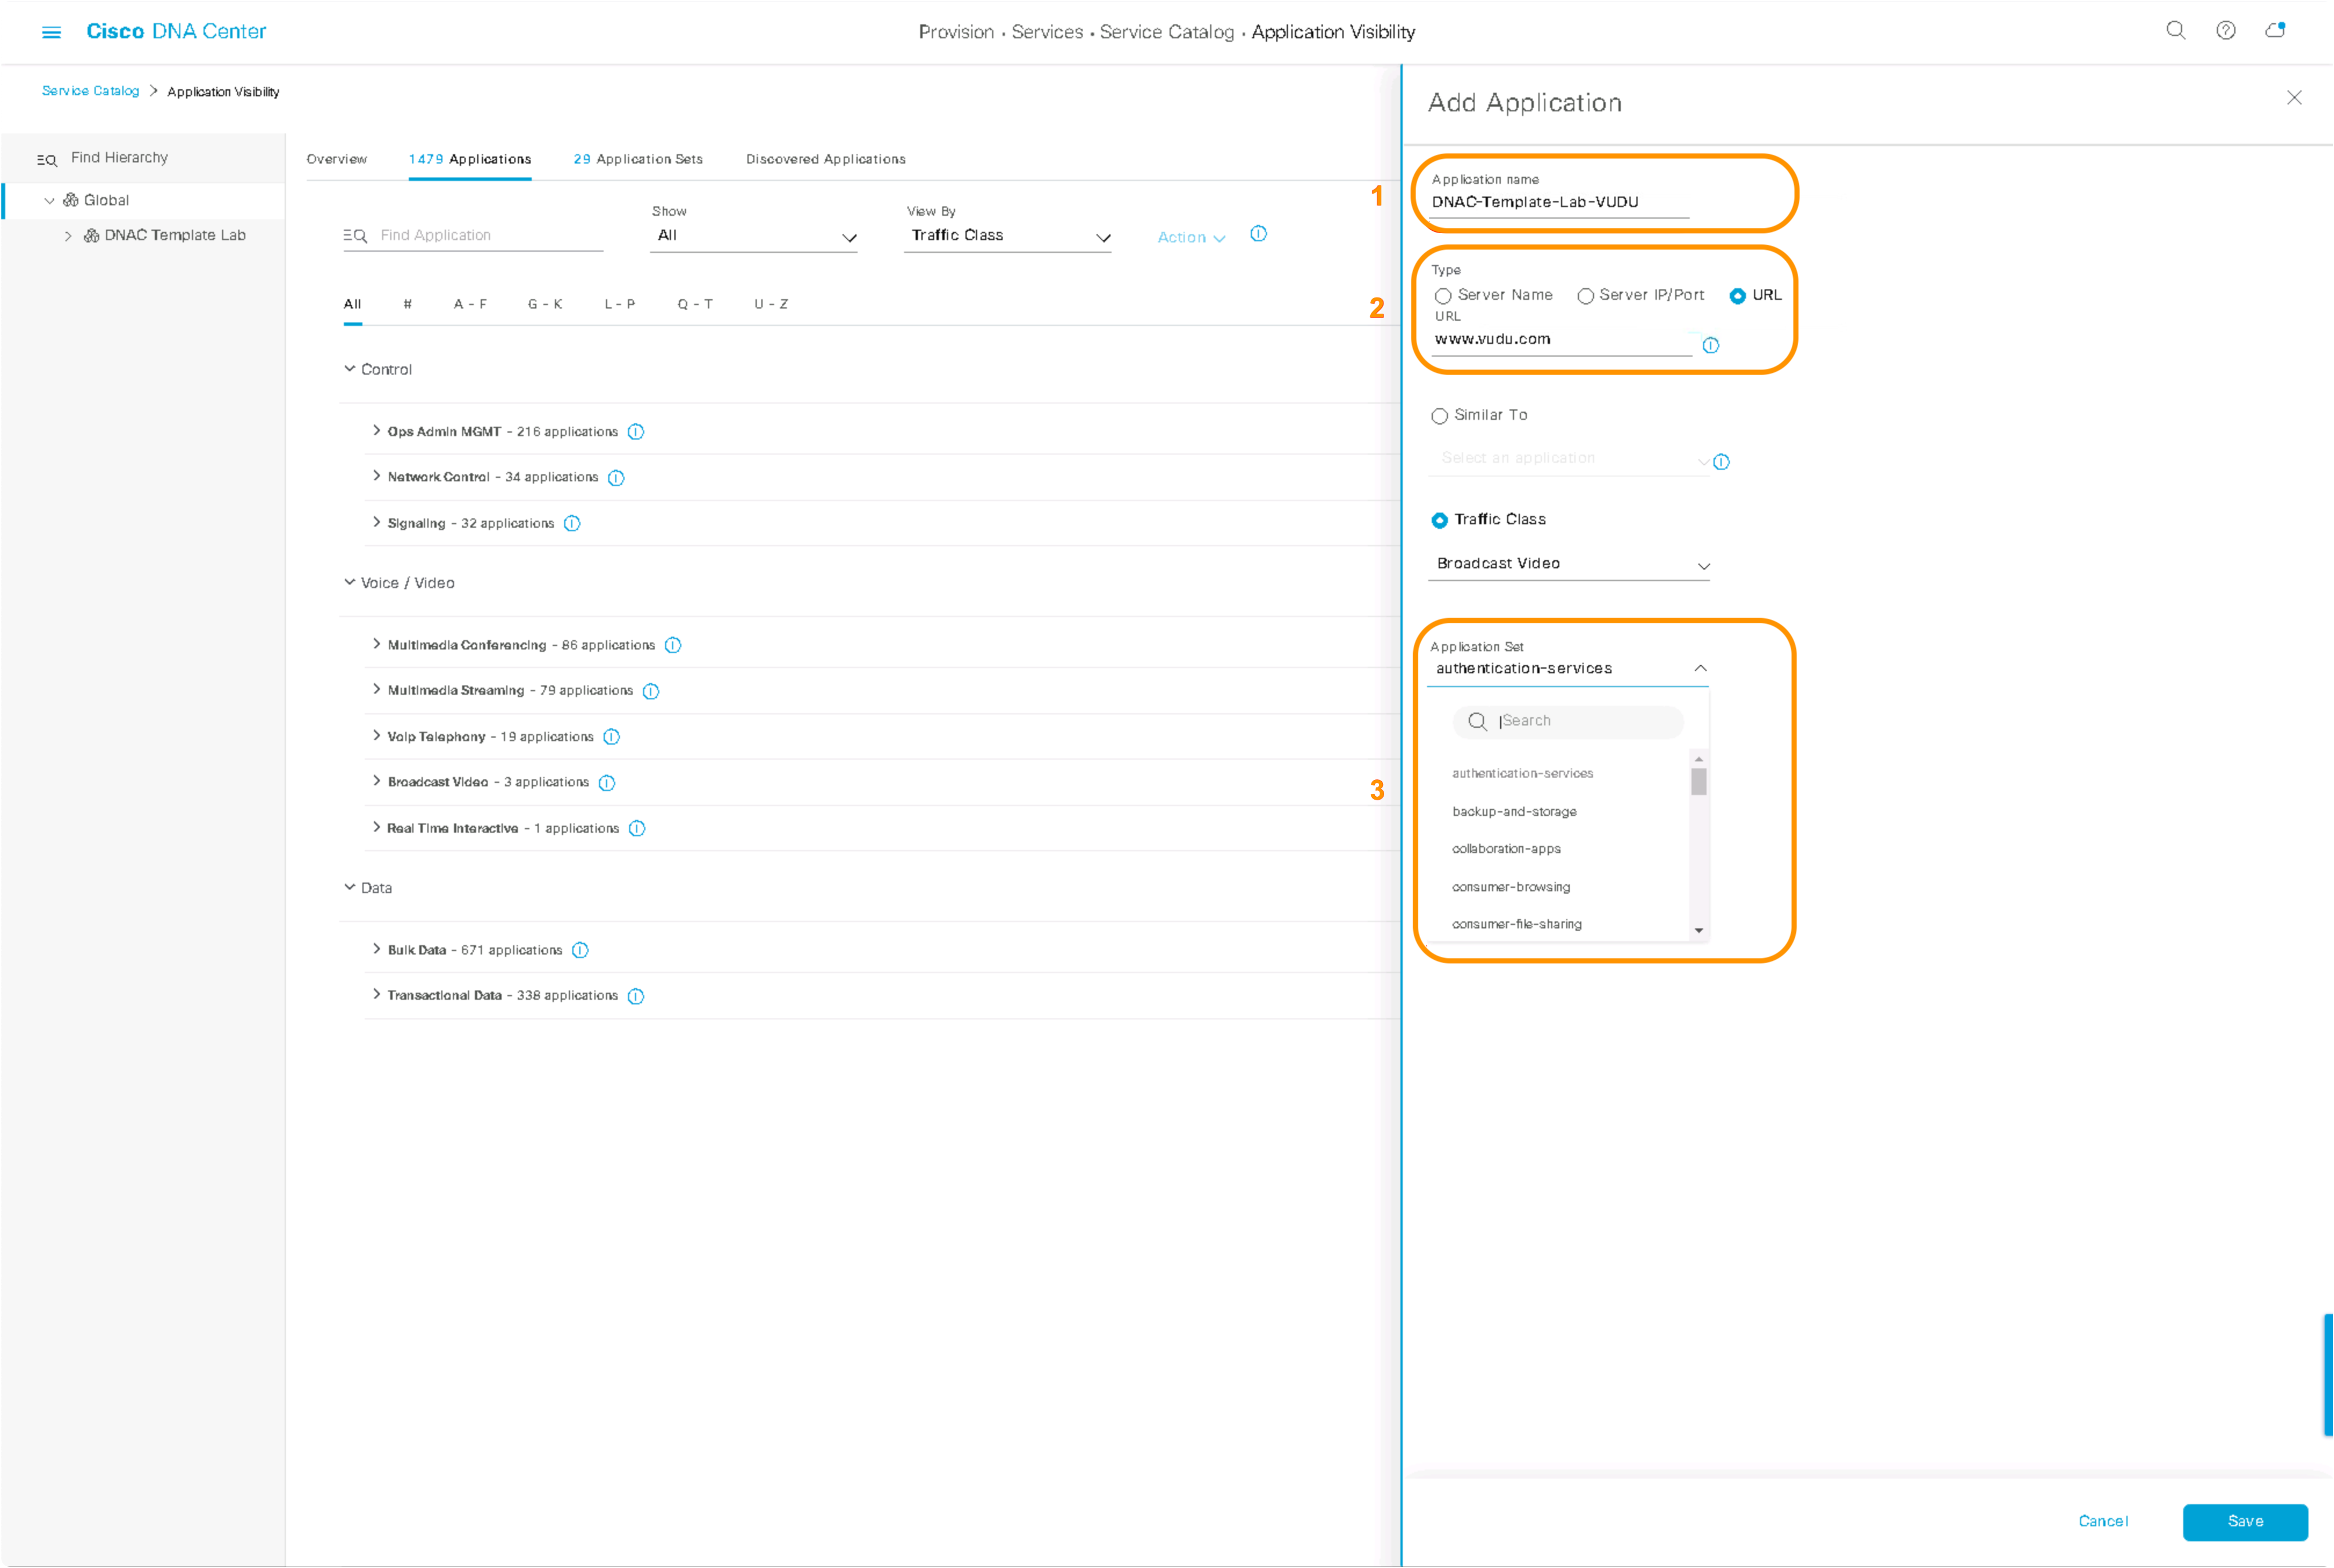 Cisco DNA Center
Provision • Services • Service Catalog • Application Visibility
Service Catalog > Application Visibility
Find Hierarchy
Global
DNAC Template Lab
Overview
1479 Applications
29 Application Sets
Discovered Applications
Find Application
Show
All
View By
Traffic Class
Action
All
#
A - F
G - K
L - P
Q - T
U - Z
Control
Ops Admin MGMT - 216 applications
Network Control - 34 applications
Signaling - 32 applications
Voice / Video
Multimedia Conferencing - 86 applications
Multimedia Streaming - 79 applications
Voip Telephony - 19 applications
Broadcast Video - 3 applications
Real Time Interactive - 1 applications
Data
Bulk Data - 671 applications
Transactional Data - 338 applications
Add Application
1
Application name
DNAC-Template-Lab-VUDU
2
Type
Server Name
Server IP/Port
URL
URL
www.vudu.com
Similar To
Select an application
Traffic Class
Broadcast Video
3
Application Set
authentication-services
Search
authentication-services
backup-and-storage
collaboration-apps
consumer-browsing
consumer-file-sharing
Cancel
Save